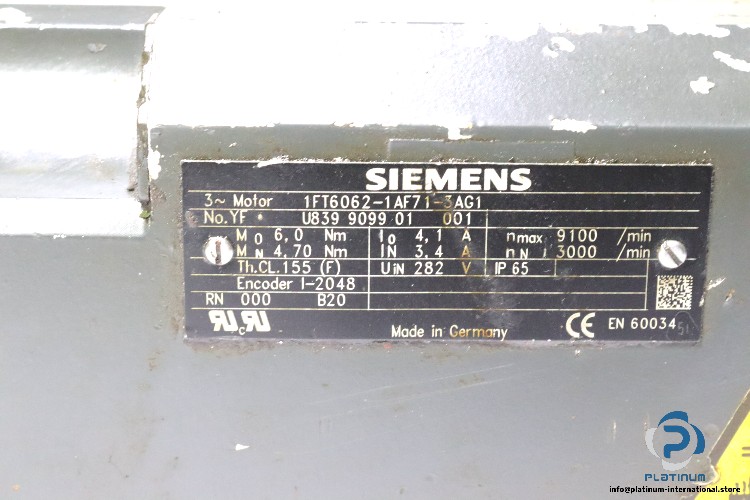 SIEMENS
3~ Motor 1FT6062-1AF71-3AG1
No.YF U839 9099 01 001
M0 6,0 Nm I0 4,1 A nmax 9100 /min
MN 4,70 Nm IN 3,4 A nN 3000 /min
Th.CL.155 (F) UIN 282 V IP 65
Encoder I-2048
RN 000 B20
c
Made in Germany
CE EN 60034
PLATINUM
info@platinum-international.store